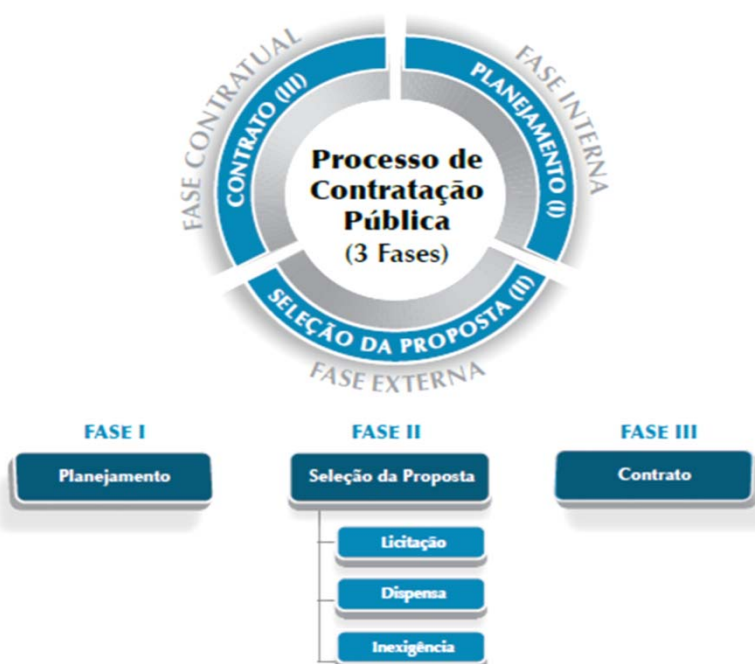 FASE CONTRATUAL
CONTRATO (III)
PLANEJAMENTO (I)
FASE INTERNA
Processo de
Contratação
Pública
(3 Fases)
SELEÇÃO DA PROPOSTA (II)
FASE EXTERNA
FASE I
FASE II
FASE III
Planejamento
Seleção da Proposta
Contrato
Licitação
Dispensa
Inexigência